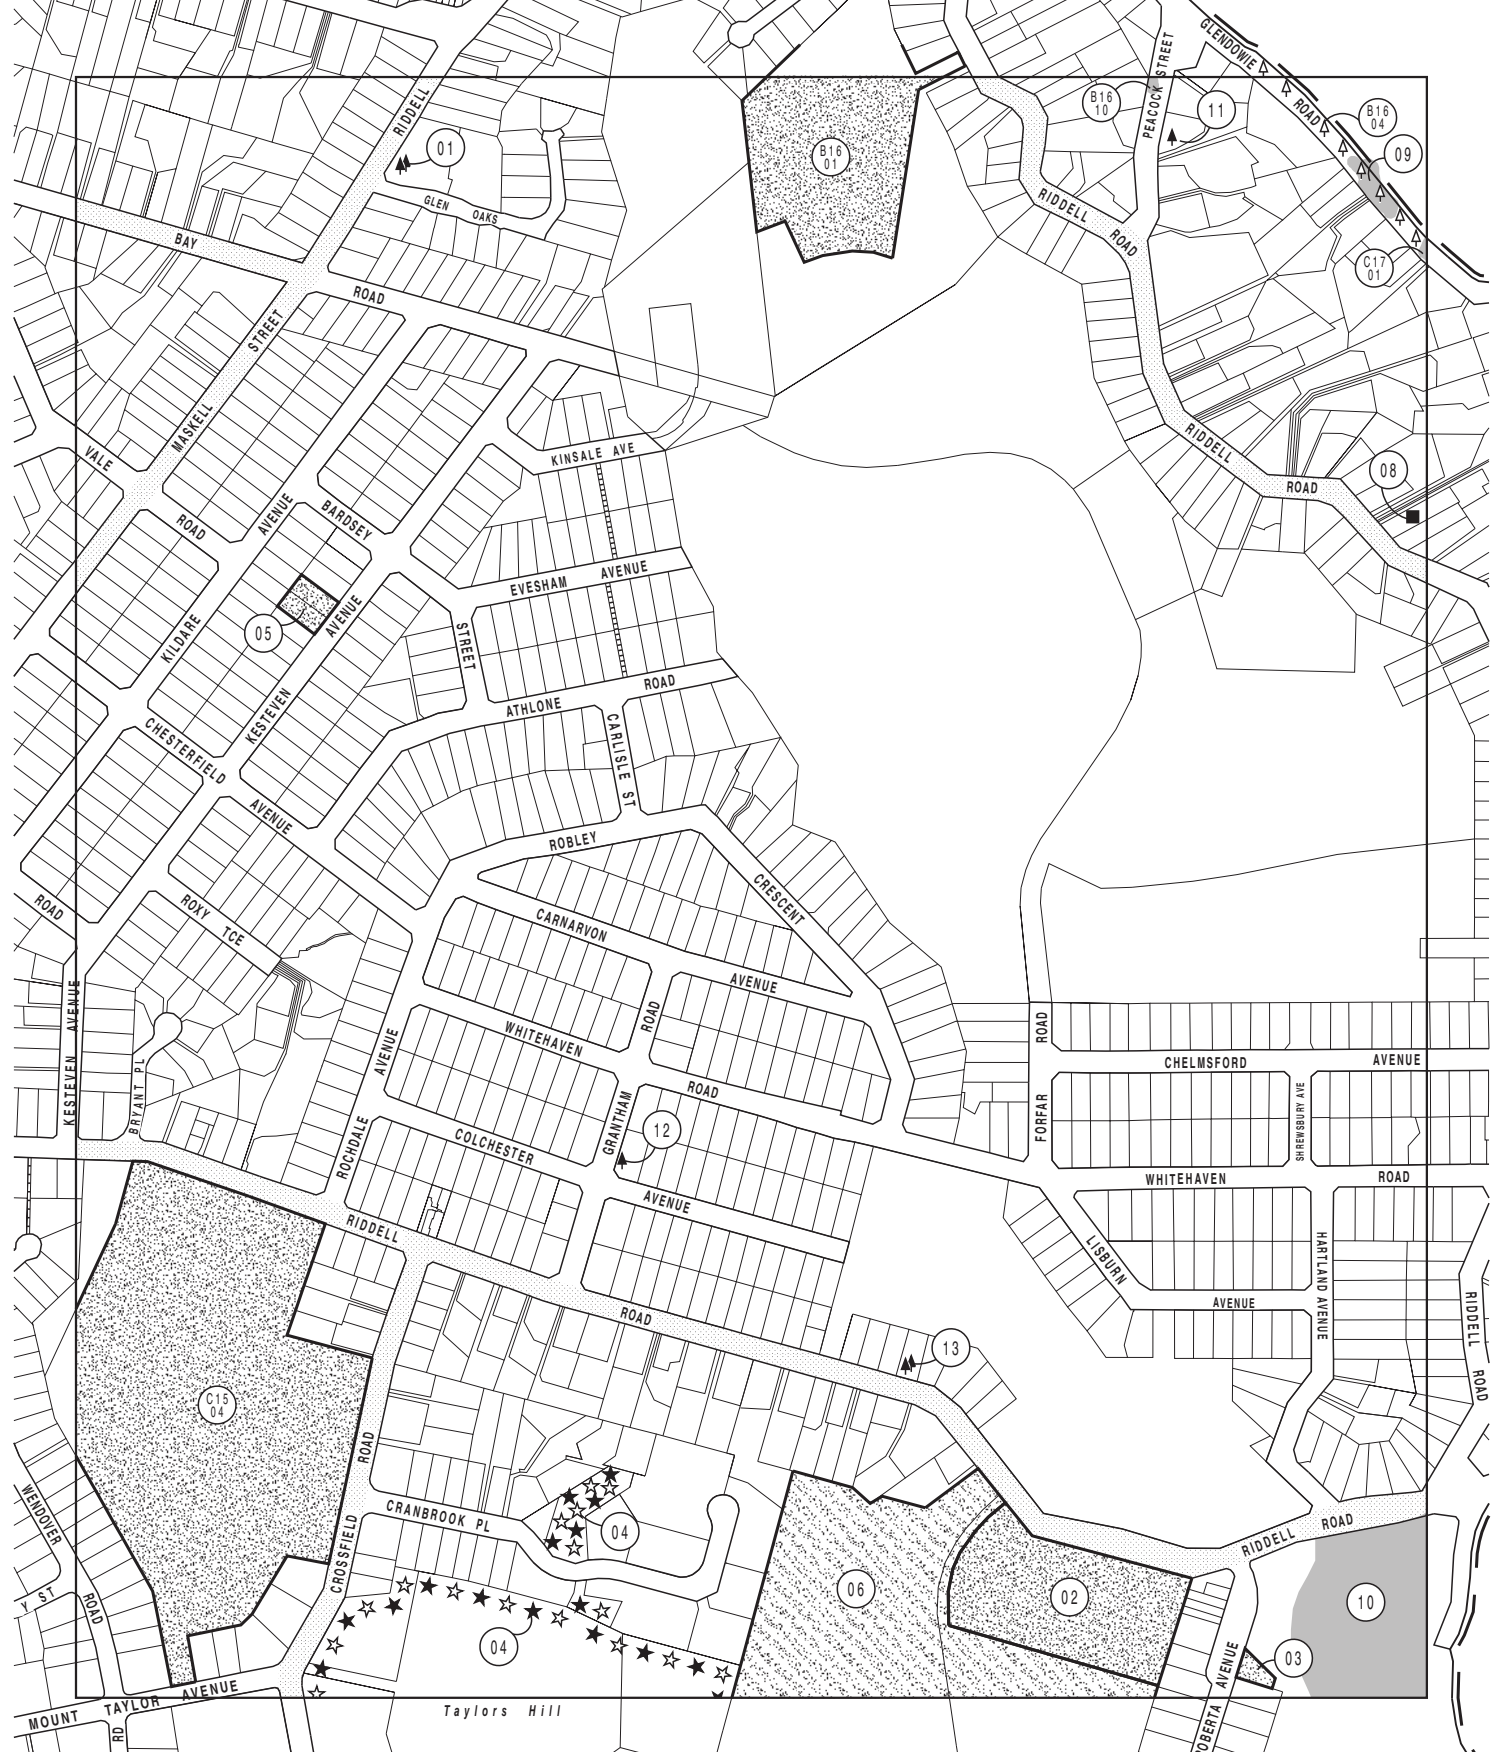 GLENDOWIE
ROAD
PEACOCK STREET
RIDDELL
B16
10
11
B16
04
09
01
B16
01
GLEN OAKS
RIDDELL
ROAD
BAY
C17
01
ROAD
STREET
MASKELL
RIDDELL
ROAD
08
VALE
KINSALE AVE
ROAD
AVENUE
BARDSEY
EVESHAM AVENUE
05
KILDARE
AVENUE
STREET
KESTEVEN
ATHLONE
ROAD
CARLISLE ST
CHESTERFIELD
AVENUE
ROBLEY
CRESCENT
ROAD
ROXY
TCE
CARNARVON
AVENUE
KESTEVEN AVENUE
BRYANT PL
AVENUE
WHITEHAVEN
ROAD
ROAD
ROAD
CHELMSFORD
AVENUE
FORFAR
SHREWSBURY AVE
ROCHDALE
COLCHESTER
GRANTHAM
12
AVENUE
WHITEHAVEN
ROAD
RIDDELL
LISBURN
HARTLAND AVENUE
AVENUE
RIDDELL
ROAD
ROAD
13
C15
04
ROAD
WENDOVER
CRANBROOK PL
04
RIDDELL
ROAD
CROSSFIELD
06
02
10
Y ST
ROAD
04
03
MOUNT TAYLOR AVENUE
RD
Taylors Hill
ROBERTA AVENUE